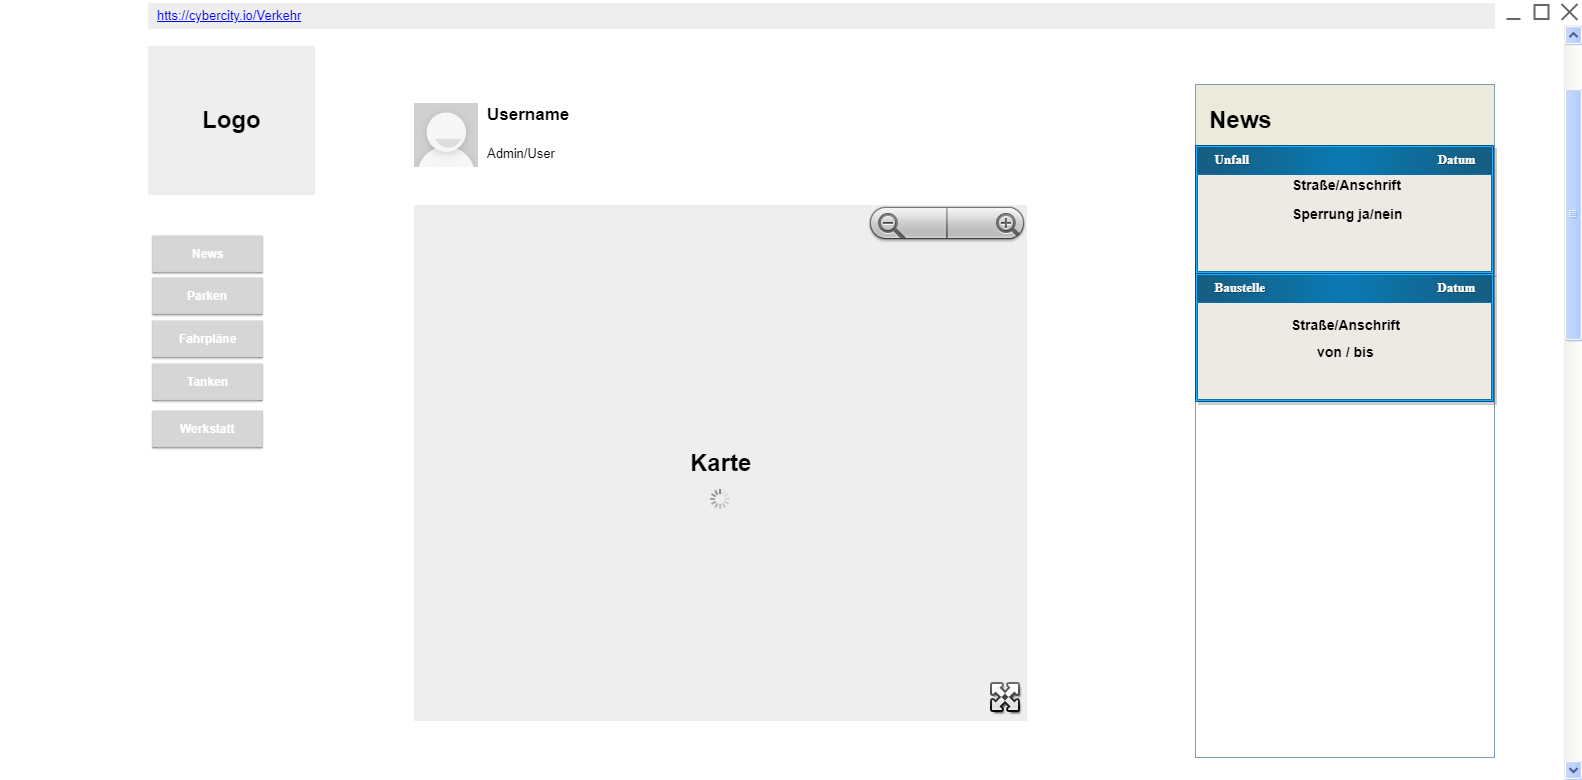 htts://cybercity.io/Verkehr
Logo
Username
Admin/User
News
Parken
Fahrpläne
Tanken
Werkstatt
Karte
News
Unfall Datum
Straße/Anschrift
Sperrung ja/nein
Baustelle Datum
Straße/Anschrift
von / bis